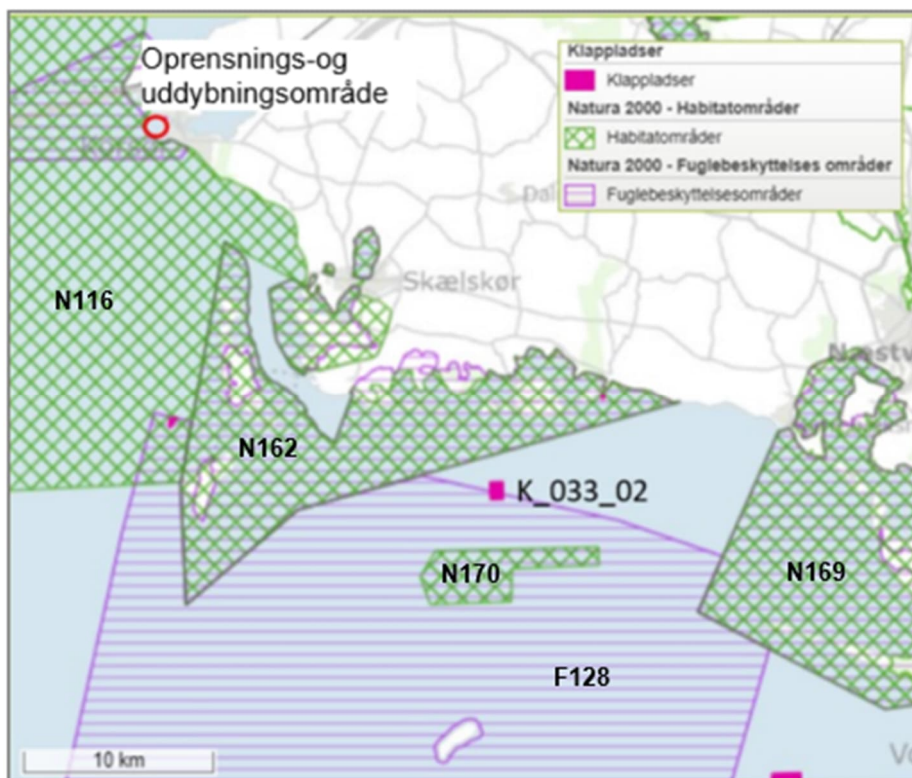 Oprensnings-og
uddybningsområde
Klappladser
Klappladser
Natura 2000 - Habitatområder
Habitatområder
Natura 2000 - Fuglebeskyttelses områder
Fuglebeskyttelsesområder
Skælskør
N116
Næstv
N162
K_033_02
N170
N169
F128
10 km